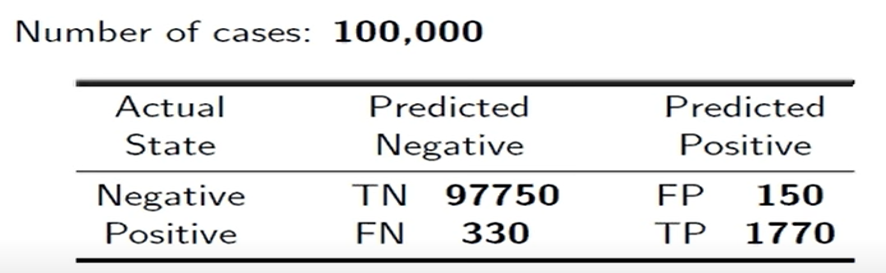 Number of cases: 100,000
Actual Predicted Predicted
State Negative Positive
Negative TN 97750 FP 150
Positive FN 330 TP 1770